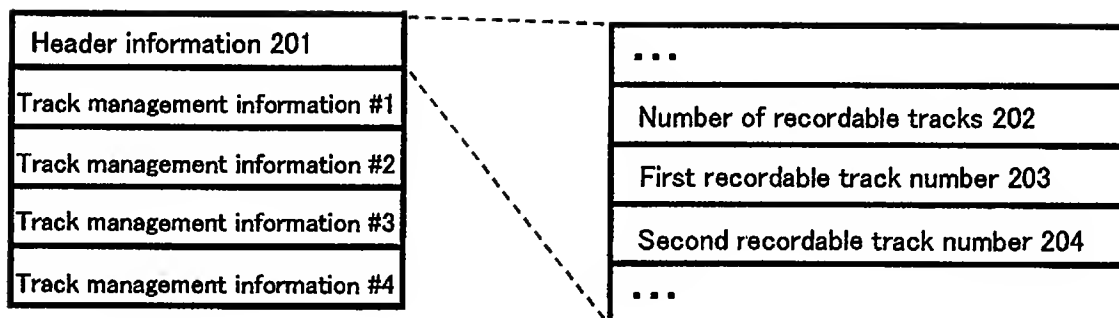 Header information 201
Track management information #1
Track management information #2
Track management information #3
Track management information #4
...
Number of recordable tracks 202
First recordable track number 203
Second recordable track number 204
...